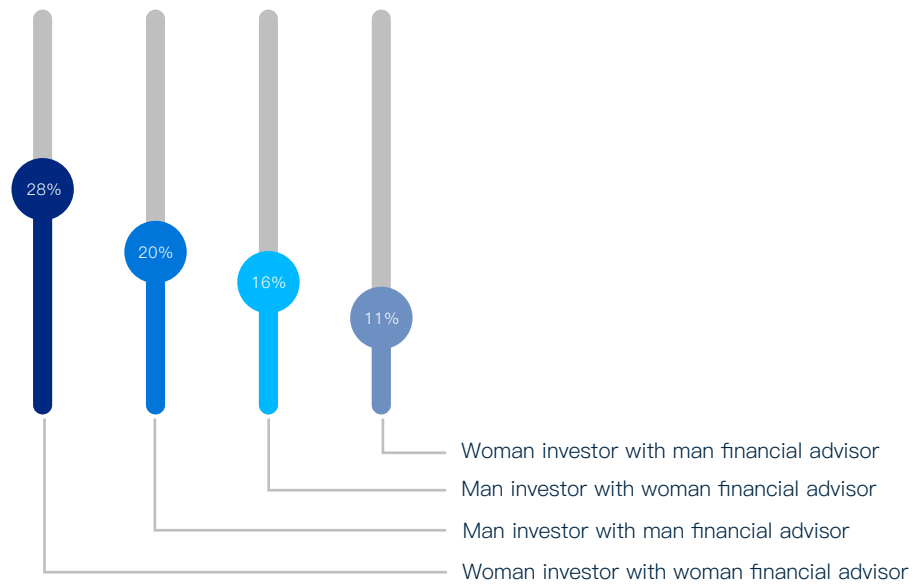 28%
20%
16%
11%
Woman investor with man financial advisor
Man investor with woman financial advisor
Man investor with man financial advisor
Woman investor with woman financial advisor